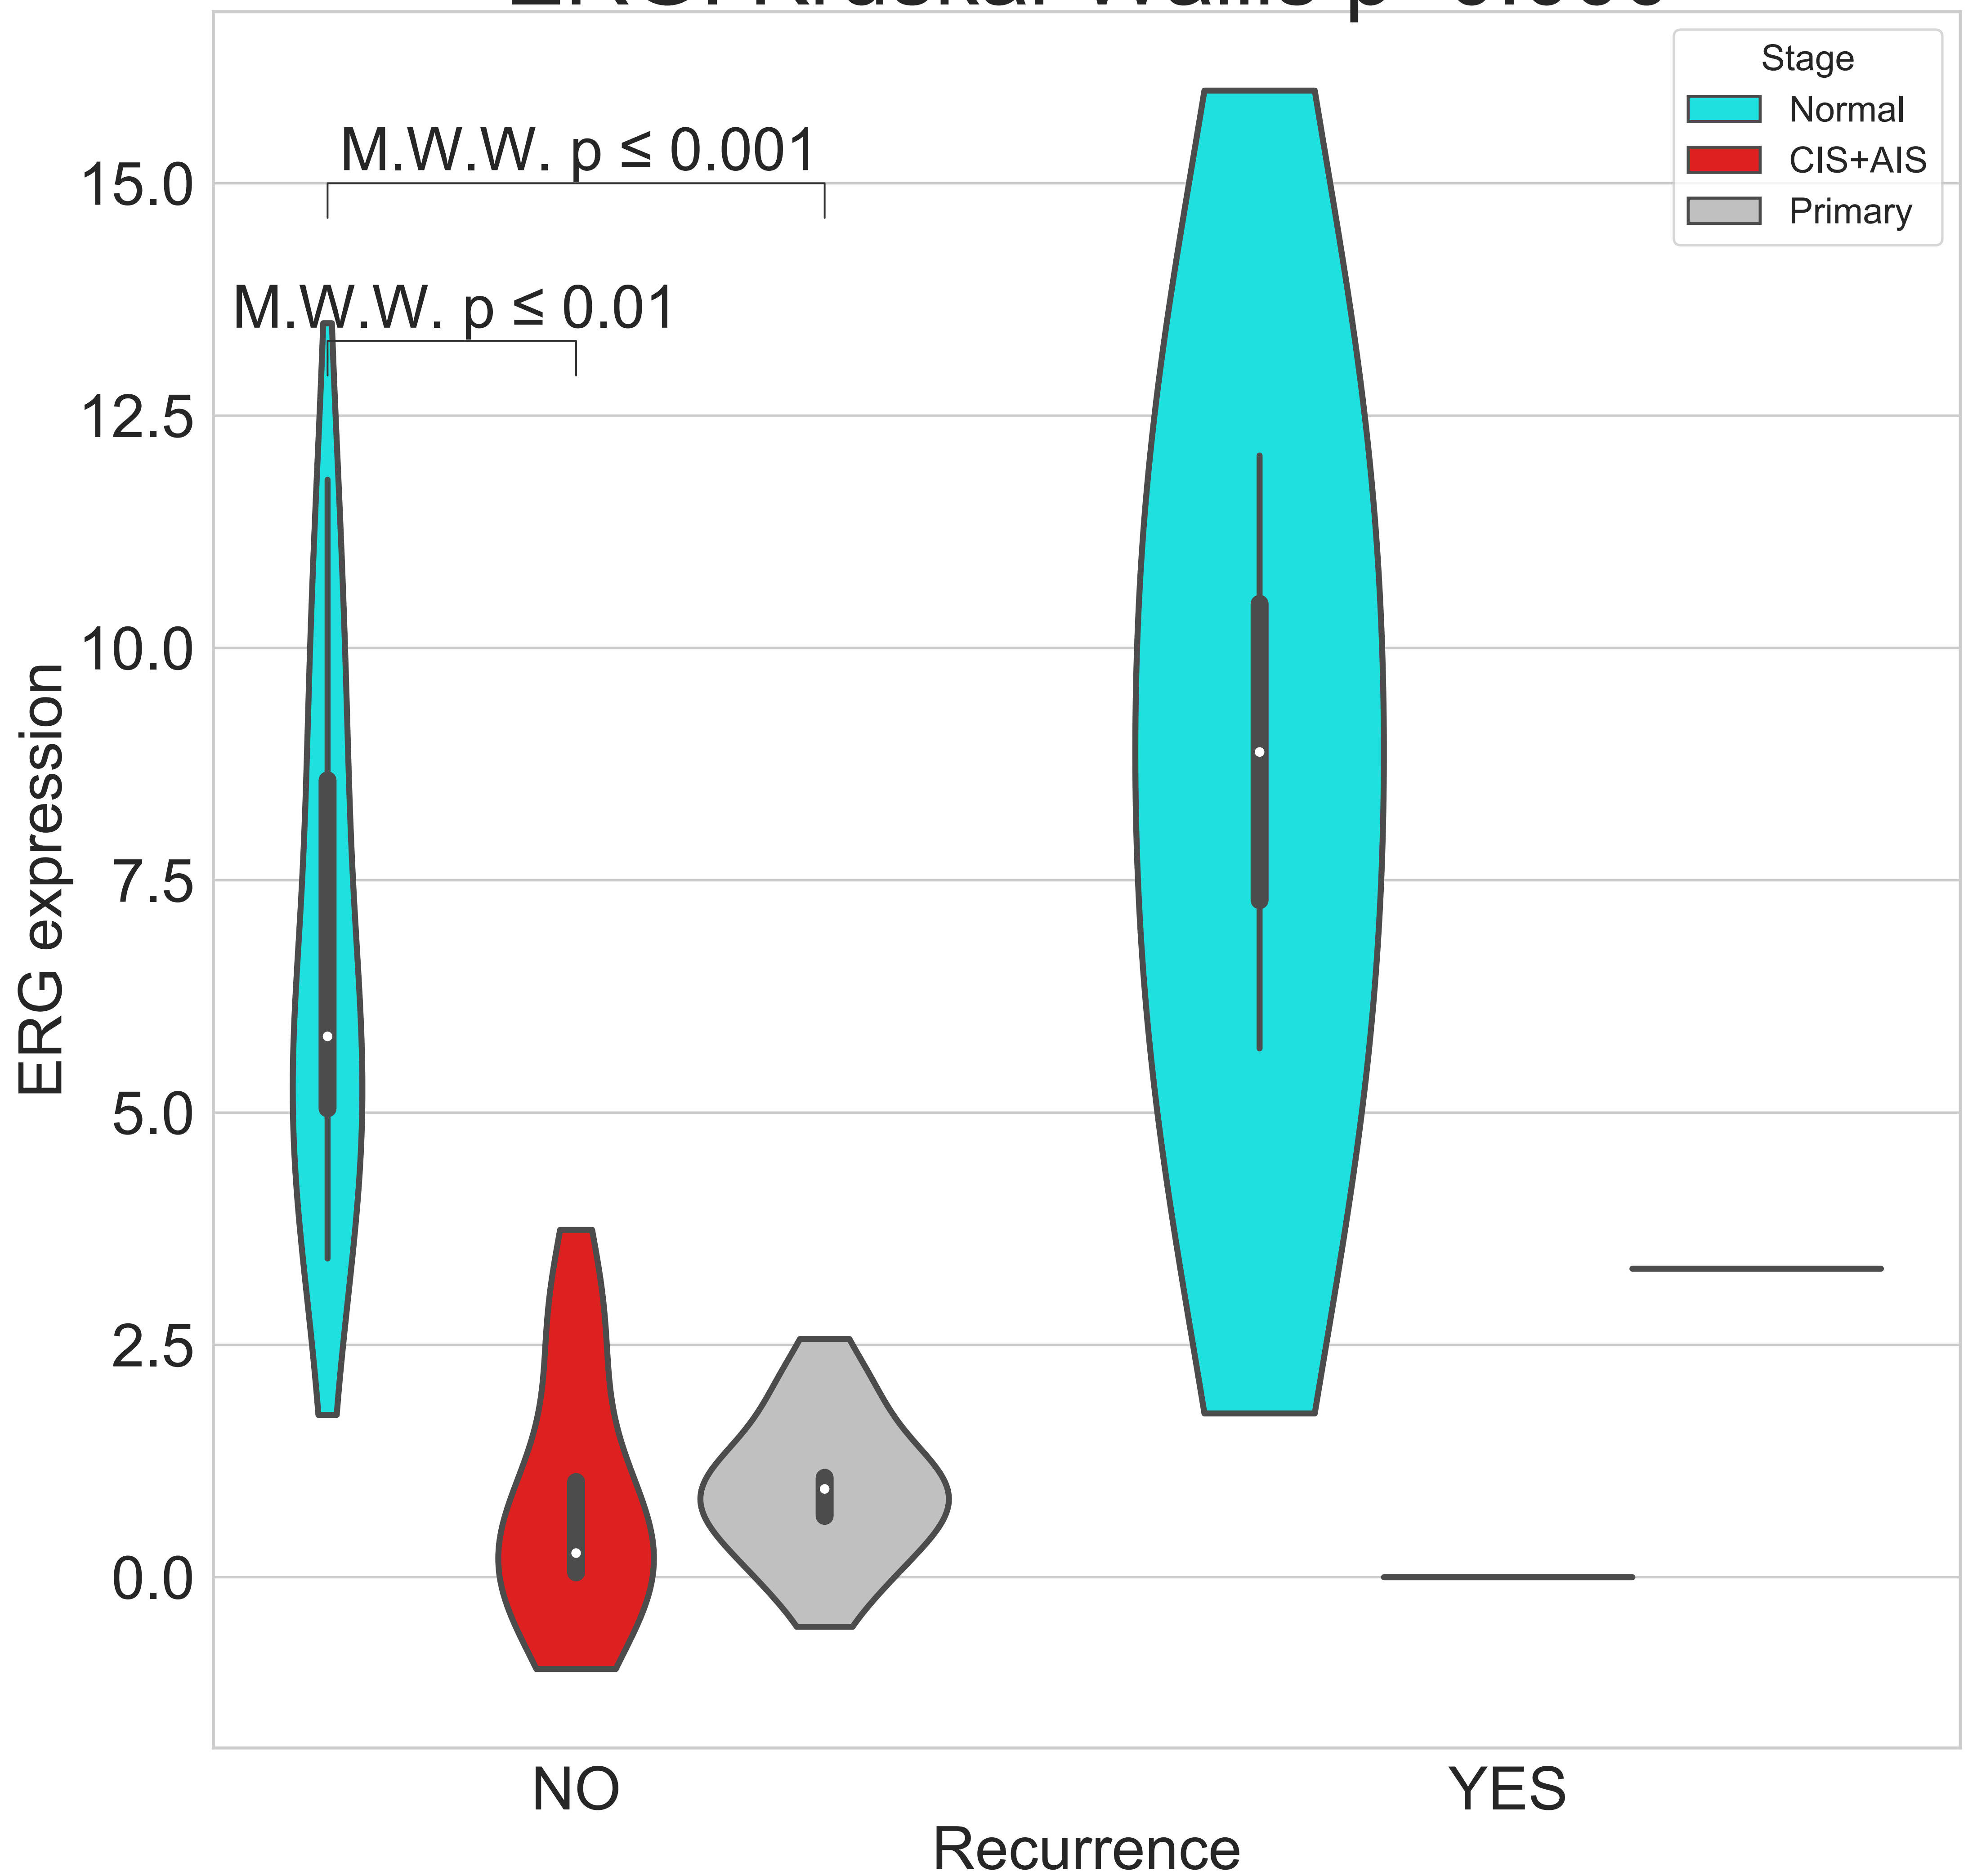 Stage
Normal
CIS+AIS
Primary
M.W.W. p ≤ 0.001
M.W.W. p ≤ 0.01
15.0
12.5
10.0
7.5
5.0
2.5
0.0
ERG expression
NO
YES
Recurrence